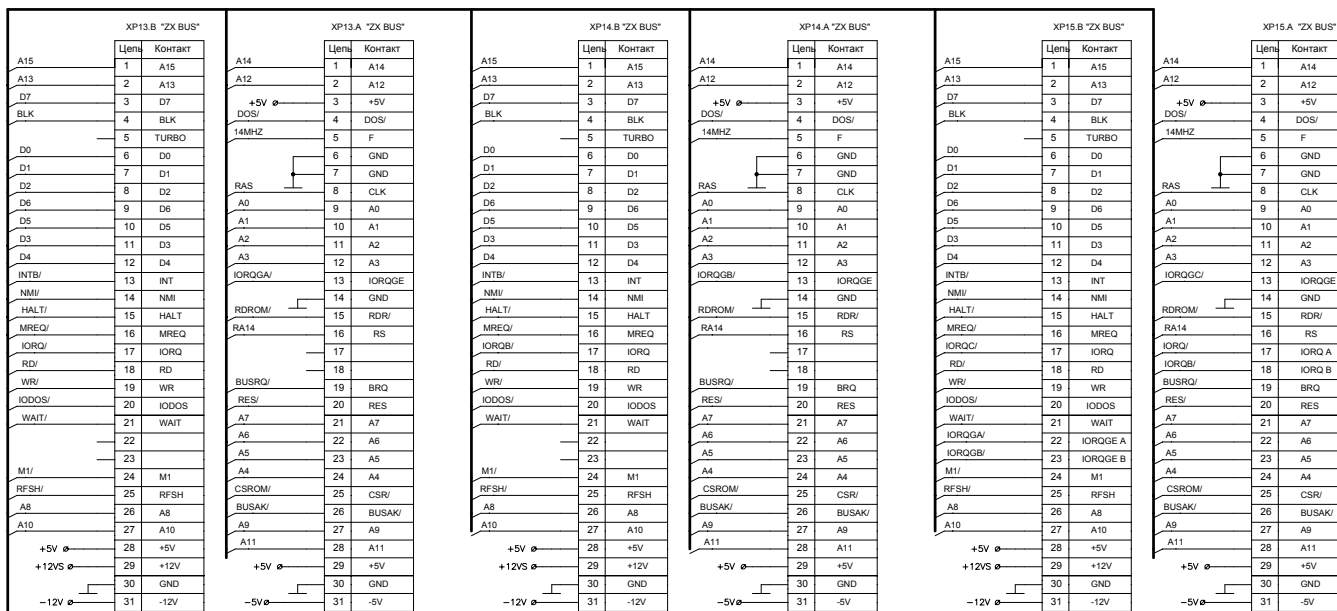 XP13.B "ZX BUS"
Цепь Контакт
A15 1 A15
A13 2 A13
D7 3 D7
BLK 4 BLK
5 TURBO
D0 6 D0
D1 7 D1
D2 8 D2
D6 9 D6
D5 10 D5
D3 11 D3
D4 12 D4
INTB/ 13 INT
NMI/ 14 NMI
HALT/ 15 HALT
MREQ/ 16 MREQ
IORQ/ 17 IORQ
RD/ 18 RD
WR/ 19 WR
IODOS/ 20 IODOS
WAIT/ 21 WAIT
22
23
M1/ 24 M1
RFSH/ 25 RFSH
A8 26 A8
A10 27 A10
+5V 28 +5V
+12VS 29 +12V
30 GND
-12V 31 -12V
XP13.A "ZX BUS"
Цепь Контакт
A14 1 A14
A12 2 A12
+5V 3 +5V
DOS/ 4 DOS/
14MHZ 5 F
6 GND
7 GND
RAS 8 CLK
A0 9 A0
A1 10 A1
A2 11 A2
A3 12 A3
IORQGA/ 13 IORQGE
14 GND
RDROM/ 15 RDR/
RA14 16 RS
17
18
BUSRQ/ 19 BRQ
RES/ 20 RES
A7 21 A7
A6 22 A6
A5 23 A5
A4 24 A4
CSROM/ 25 CSR/
BUSAK/ 26 BUSAK/
A9 27 A9
A11 28 A11
+5V 29 +5V
30 GND
-5V 31 -5V
XP14.B "ZX BUS"
Цепь Контакт
A15 1 A15
A13 2 A13
D7 3 D7
BLK 4 BLK
5 TURBO
D0 6 D0
D1 7 D1
D2 8 D2
D6 9 D6
D5 10 D5
D3 11 D3
D4 12 D4
INTB/ 13 INT
NMI/ 14 NMI
HALT/ 15 HALT
MREQ/ 16 MREQ
IORQB/ 17 IORQ
RD/ 18 RD
WR/ 19 WR
IODOS/ 20 IODOS
WAIT/ 21 WAIT
22
23
M1/ 24 M1
RFSH/ 25 RFSH
A8 26 A8
A10 27 A10
+5V 28 +5V
+12VS 29 +12V
30 GND
-12V 31 -12V
XP14.A "ZX BUS"
Цепь Контакт
A14 1 A14
A12 2 A12
+5V 3 +5V
DOS/ 4 DOS/
14MHZ 5 F
6 GND
7 GND
RAS 8 CLK
A0 9 A0
A1 10 A1
A2 11 A2
A3 12 A3
IORQGB/ 13 IORQGE
14 GND
RDROM/ 15 RDR/
RA14 16 RS
17
18
BUSRQ/ 19 BRQ
RES/ 20 RES
A7 21 A7
A6 22 A6
A5 23 A5
A4 24 A4
CSROM/ 25 CSR/
BUSAK/ 26 BUSAK/
A9 27 A9
A11 28 A11
+5V 29 +5V
30 GND
-5V 31 -5V
XP15.B "ZX BUS"
Цепь Контакт
A15 1 A15
A13 2 A13
D7 3 D7
BLK 4 BLK
5 TURBO
D0 6 D0
D1 7 D1
D2 8 D2
D6 9 D6
D5 10 D5
D3 11 D3
D4 12 D4
INTB/ 13 INT
NMI/ 14 NMI
HALT/ 15 HALT
MREQ/ 16 MREQ
IORQC/ 17 IORQ
RD/ 18 RD
WR/ 19 WR
IODOS/ 20 IODOS
WAIT/ 21 WAIT
IORQGA/ 22 IORQGE A
IORQGB/ 23 IORQGE B
M1/ 24 M1
RFSH/ 25 RFSH
A8 26 A8
A10 27 A10
+5V 28 +5V
+12VS 29 +12V
30 GND
-12V 31 -12V
XP15.A "ZX BUS"
Цепь Контакт
A14 1 A14
A12 2 A12
+5V 3 +5V
DOS/ 4 DOS/
14MHZ 5 F
6 GND
7 GND
RAS 8 CLK
A0 9 A0
A1 10 A1
A2 11 A2
A3 12 A3
IORQGC/ 13 IORQGE
14 GND
RDROM/ 15 RDR/
RA14 16 RS
IORQ/ 17 IORQ A
IORQB/ 18 IORQ B
BUSRQ/ 19 BRQ
RES/ 20 RES
A7 21 A7
A6 22 A6
A5 23 A5
A4 24 A4
CSROM/ 25 CSR/
BUSAK/ 26 BUSAK/
A9 27 A9
A11 28 A11
+5V 29 +5V
30 GND
-5V 31 -5V